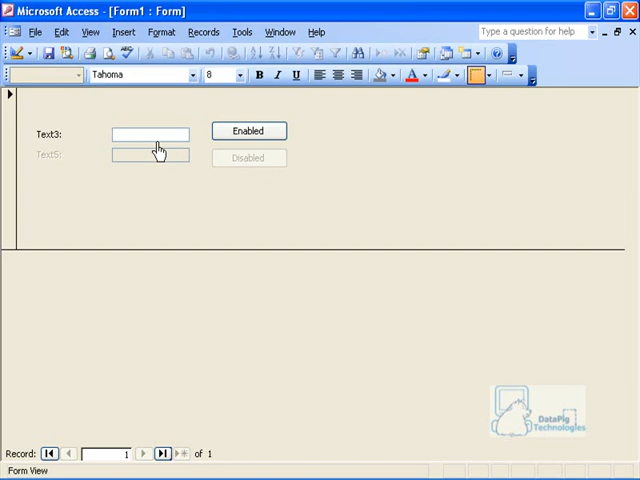 Microsoft Access - [Form1 : Form]
File Edit View Insert Format Records Tools Window Help Type a question for help
Tahoma 8 B I U A
Text3: Enabled
Text5: Disabled
DataPig
Technologies
Record: 1 of 1
Form View